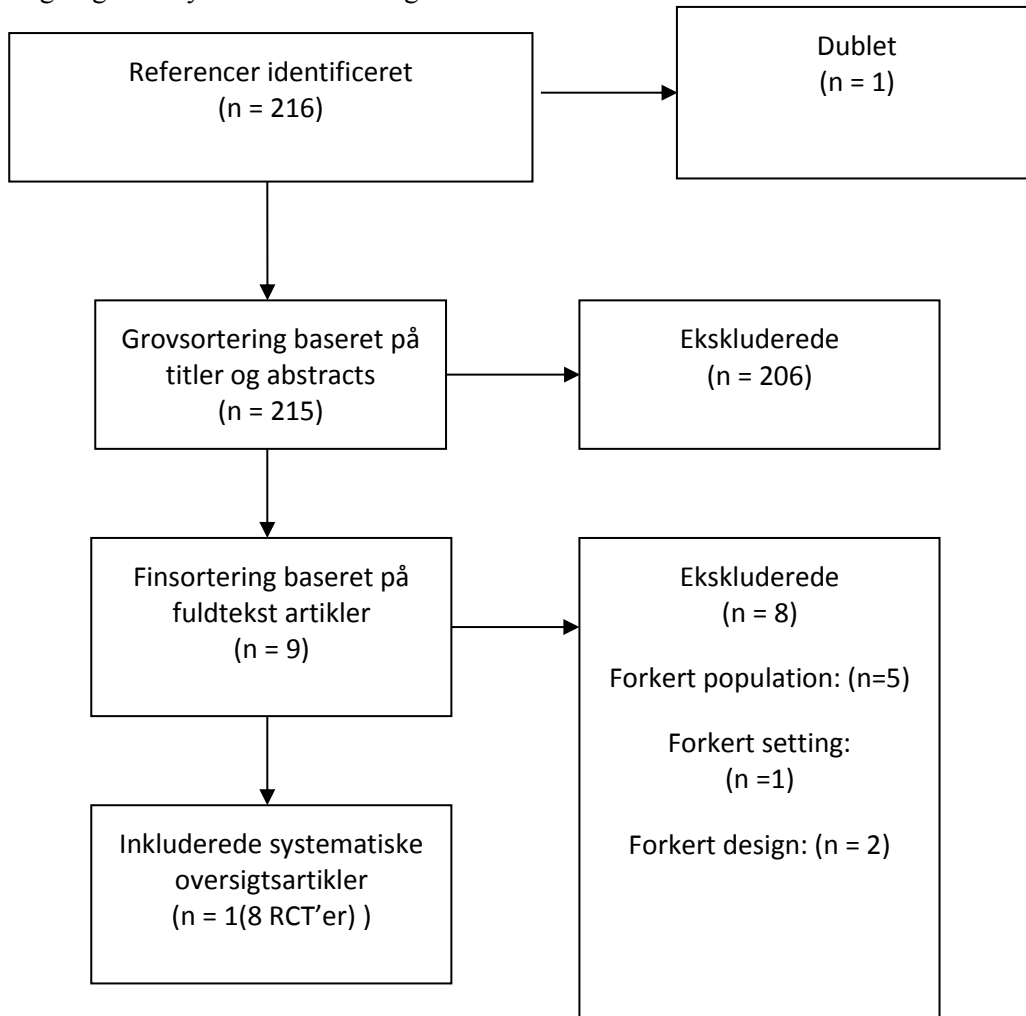 Referencer identificeret
(n = 216)
Dublet
(n = 1)
Grovsortering baseret på
titler og abstracts
(n = 215)
Ekskluderede
(n = 206)
Finsortering baseret på
fuldtekst artikler
(n = 9)
Ekskluderede
(n = 8)
Forkert population: (n=5)
Forkert setting:
(n =1)
Forkert design: (n = 2)
Inkluderede systematiske
oversigtsartikler
(n = 1(8 RCT’er) )